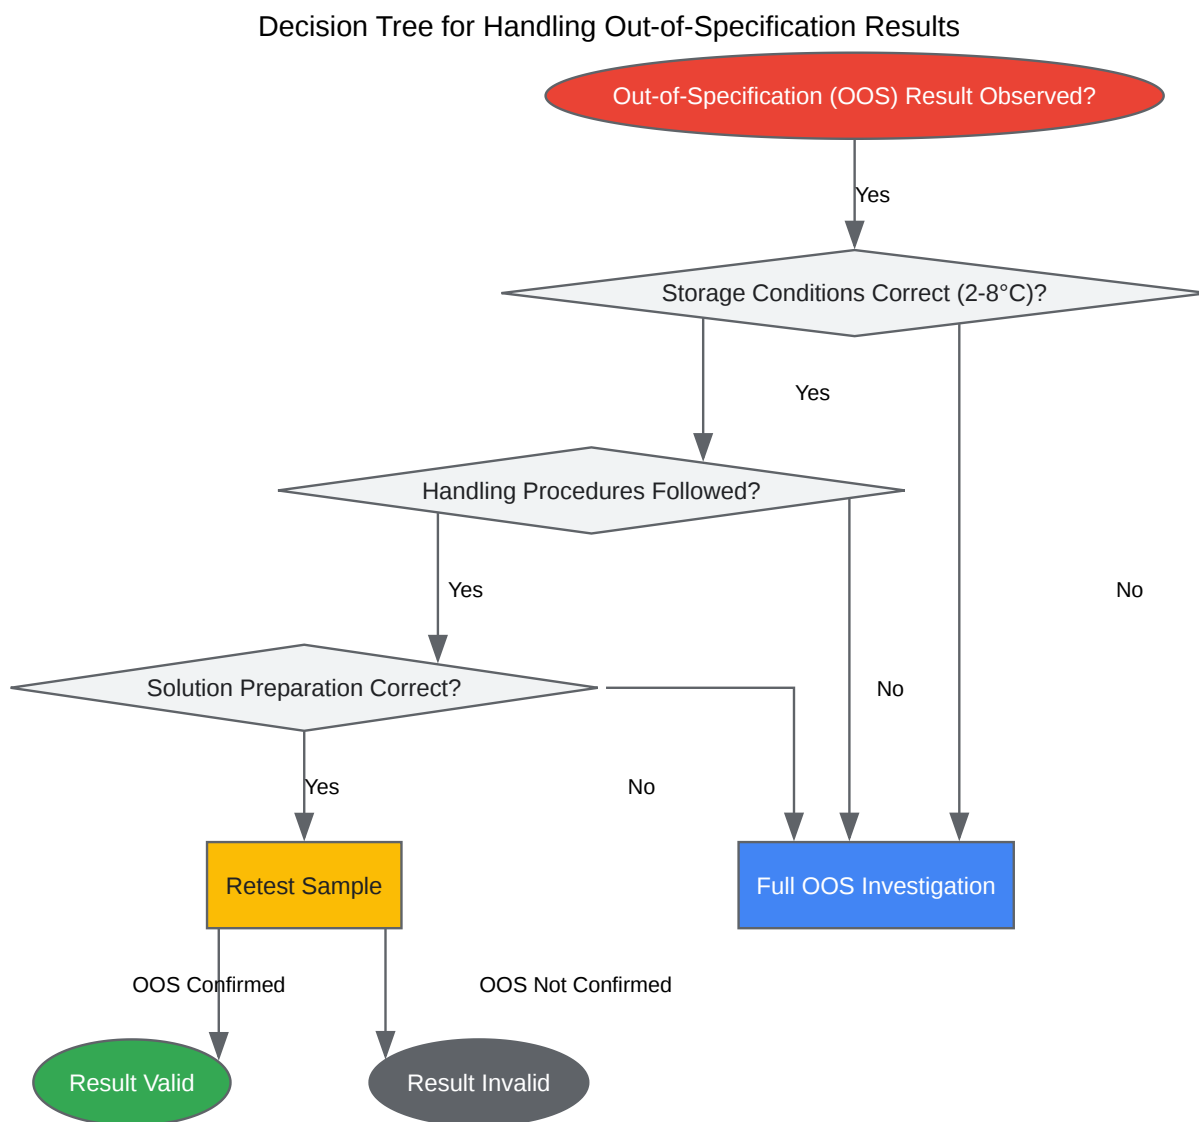 Decision Tree for Handling Out-of-Specification Results
Out-of-Specification (OOS) Result Observed?
Yes
Storage Conditions Correct (2-8°C)?
Yes
Handling Procedures Followed?
Yes
No
Solution Preparation Correct?
No
Yes
No
Retest Sample
Full OOS Investigation
OOS Confirmed
OOS Not Confirmed
Result Valid
Result Invalid